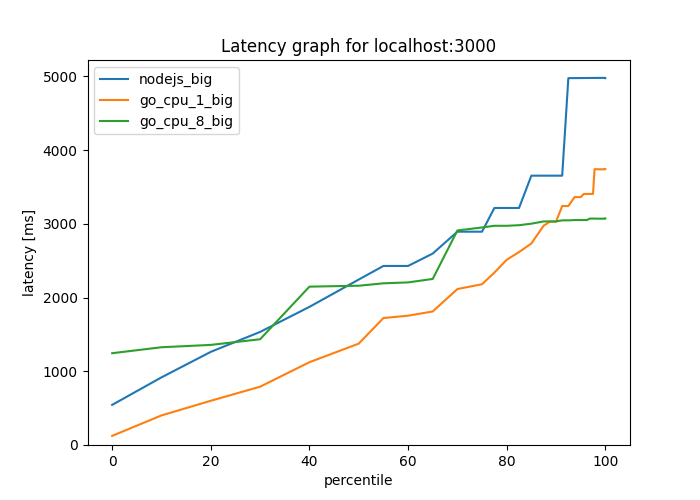 Latency graph for localhost:3000
nodejs_big
go_cpu_1_big
go_cpu_8_big
latency [ms]
5000
4000
3000
2000
1000
0
0 20 40 60 80 100
percentile